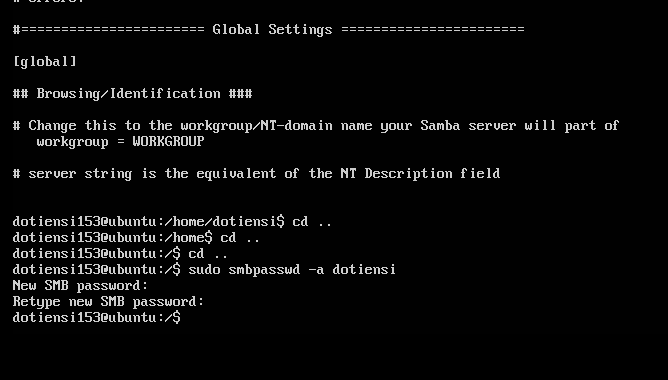 # errors.
#======================= Global Settings =======================
[global]
## Browsing/Identification ###
# Change this to the workgroup/NT-domain name your Samba server will part of
workgroup = WORKGROUP
# server string is the equivalent of the NT Description field
dotiensi153@ubuntu:/home/dotiensi$ cd ..
dotiensi153@ubuntu:/home$ cd ..
dotiensi153@ubuntu:/$ cd ..
dotiensi153@ubuntu:/$ sudo smbpasswd -a dotiensi
New SMB password:
Retype new SMB password:
dotiensi153@ubuntu:/$